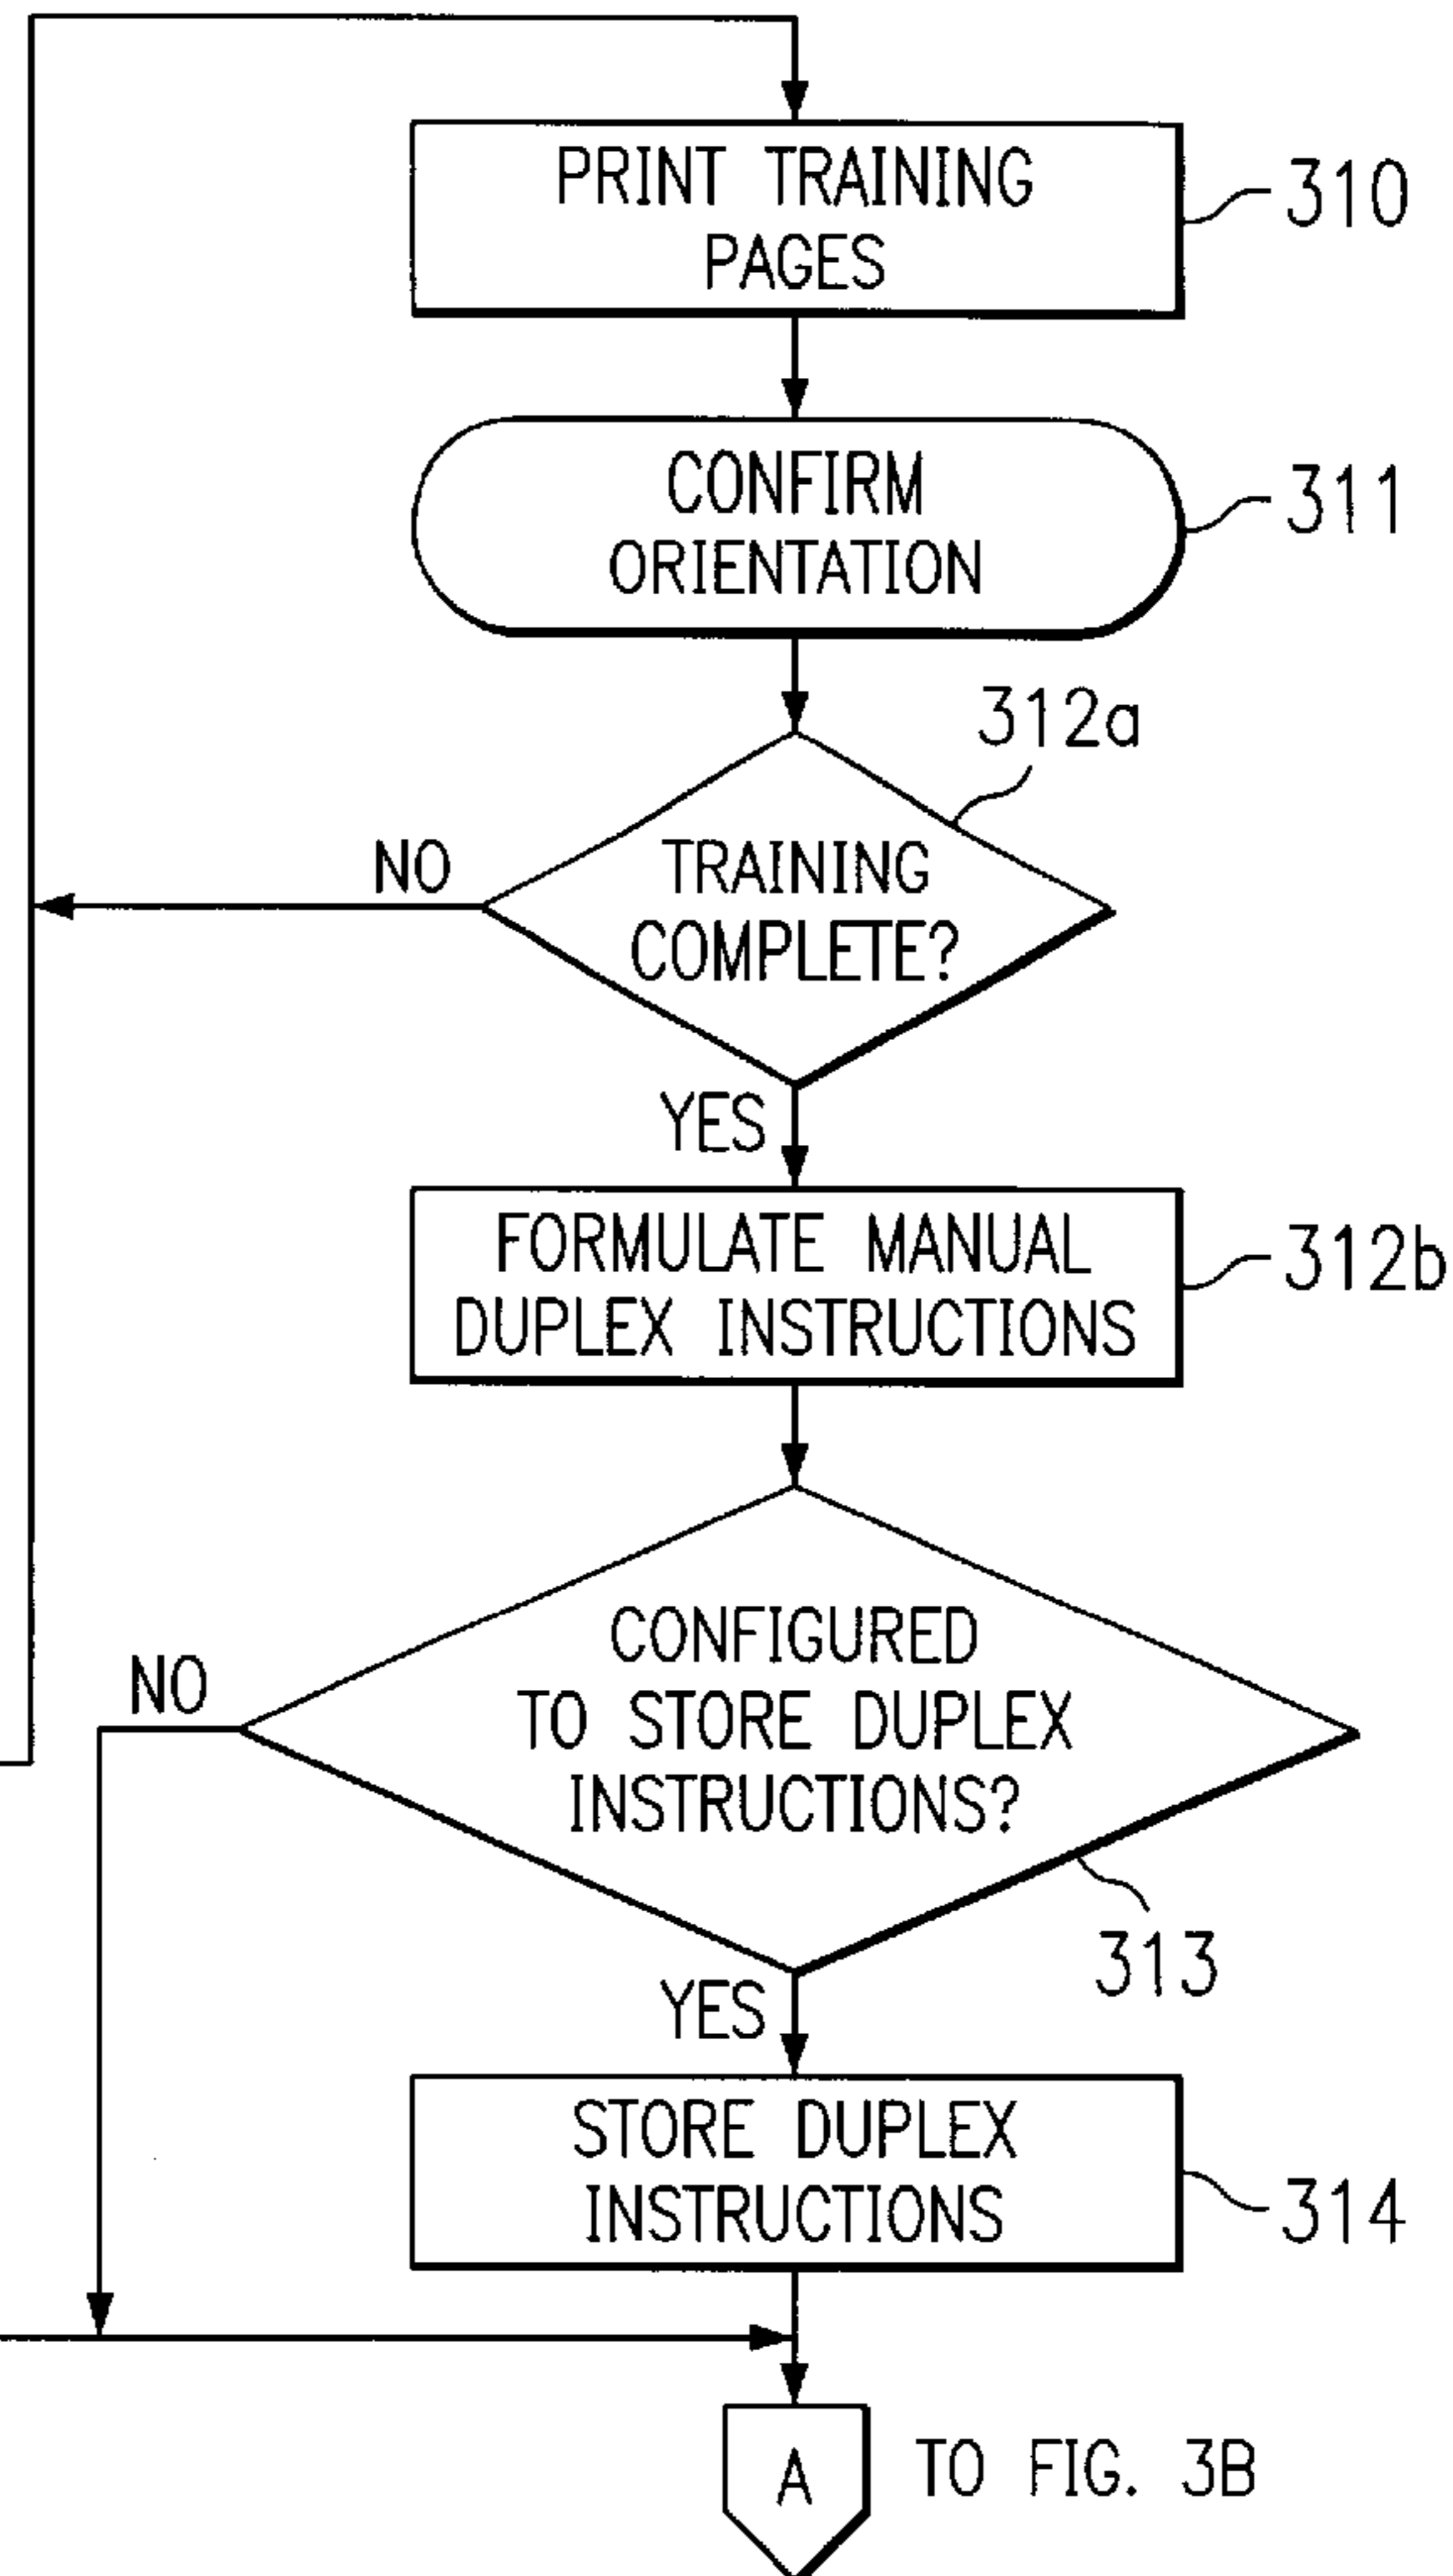 PRINT TRAINING
PAGES
310
CONFIRM
ORIENTATION
311
312a
NO
TRAINING
COMPLETE?
YES
FORMULATE MANUAL
DUPLEX INSTRUCTIONS
312b
CONFIGURED
TO STORE DUPLEX
INSTRUCTIONS?
NO
313
YES
STORE DUPLEX
INSTRUCTIONS
314
A
TO FIG. 3B